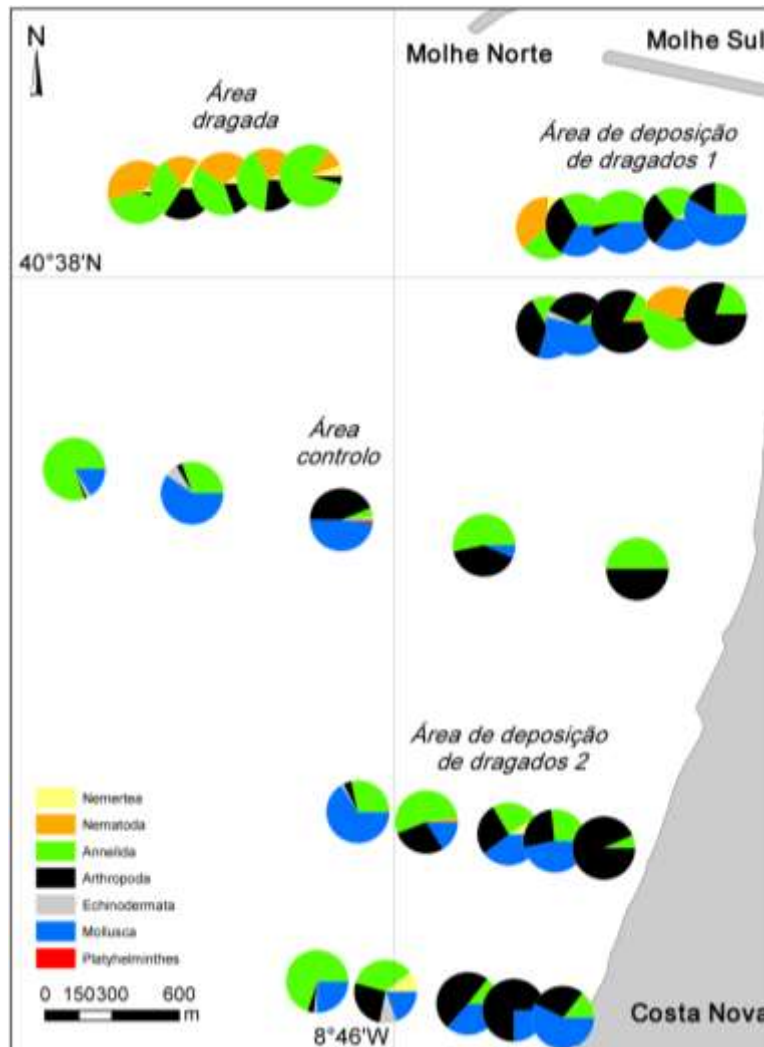 N
Molhe Norte
Molhe Sul
Área
dragada
Área de deposição
de dragados 1
40°38'N
Área
controlo
Área de deposição
de dragados 2
Nemertea
Nematoda
Annelida
Arthropoda
Echinodermata
Mollusca
Platyhelminthes
0 150300 600
m
8°46'W
Costa Nova